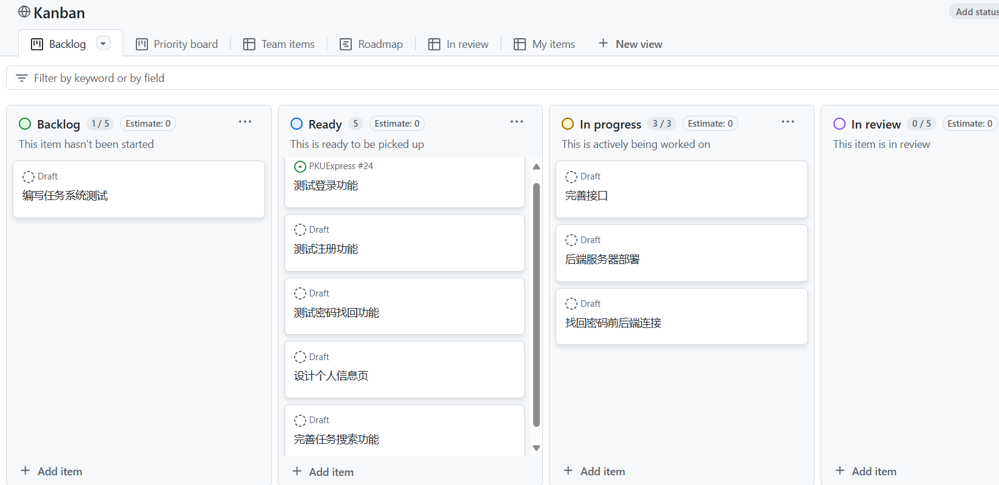 Kanban
Add status
Backlog
Priority board
Team items
Roadmap
In review
My items
New view
Filter by keyword or by field
Backlog 1 / 5 Estimate: 0
This item hasn't been started
Draft
编写任务系统测试
Add item
Ready 5 Estimate: 0
This is ready to be picked up
PKUExpress #24
测试登录功能
Draft
测试注册功能
Draft
测试密码找回功能
Draft
设计个人信息页
Draft
完善任务搜索功能
Add item
In progress 3 / 3 Estimate: 0
This is actively being worked on
Draft
完善接口
Draft
后端服务器部署
Draft
找回密码前后端连接
Add item
In review 0 / 5 Estimate: 0
This item is in review
Add item